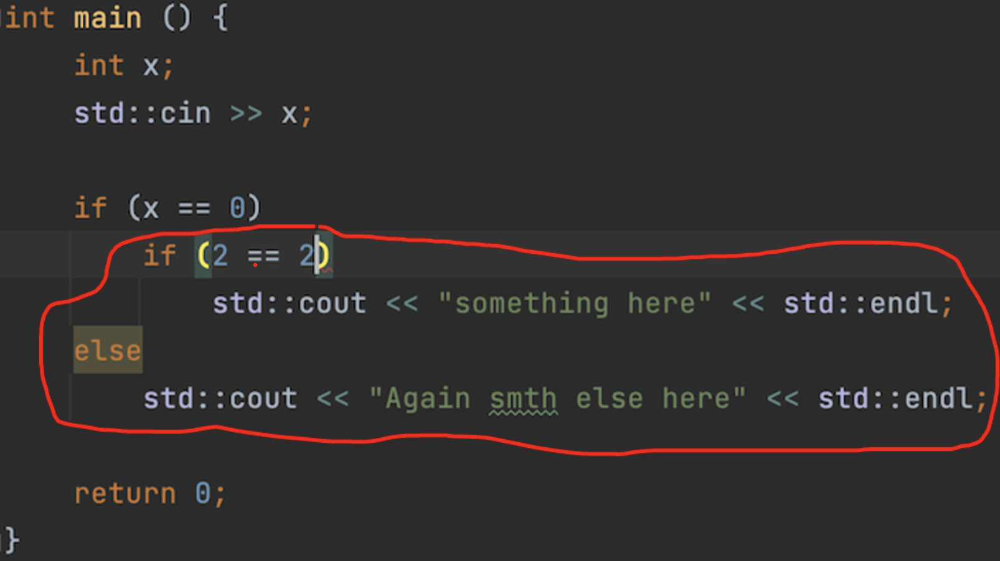 int main () {
int x;
std::cin >> x;
if (x == 0)
if (2 == 2)
std::cout << "something here" << std::endl;
else
std::cout << "Again smth else here" << std::endl;
return 0;
}